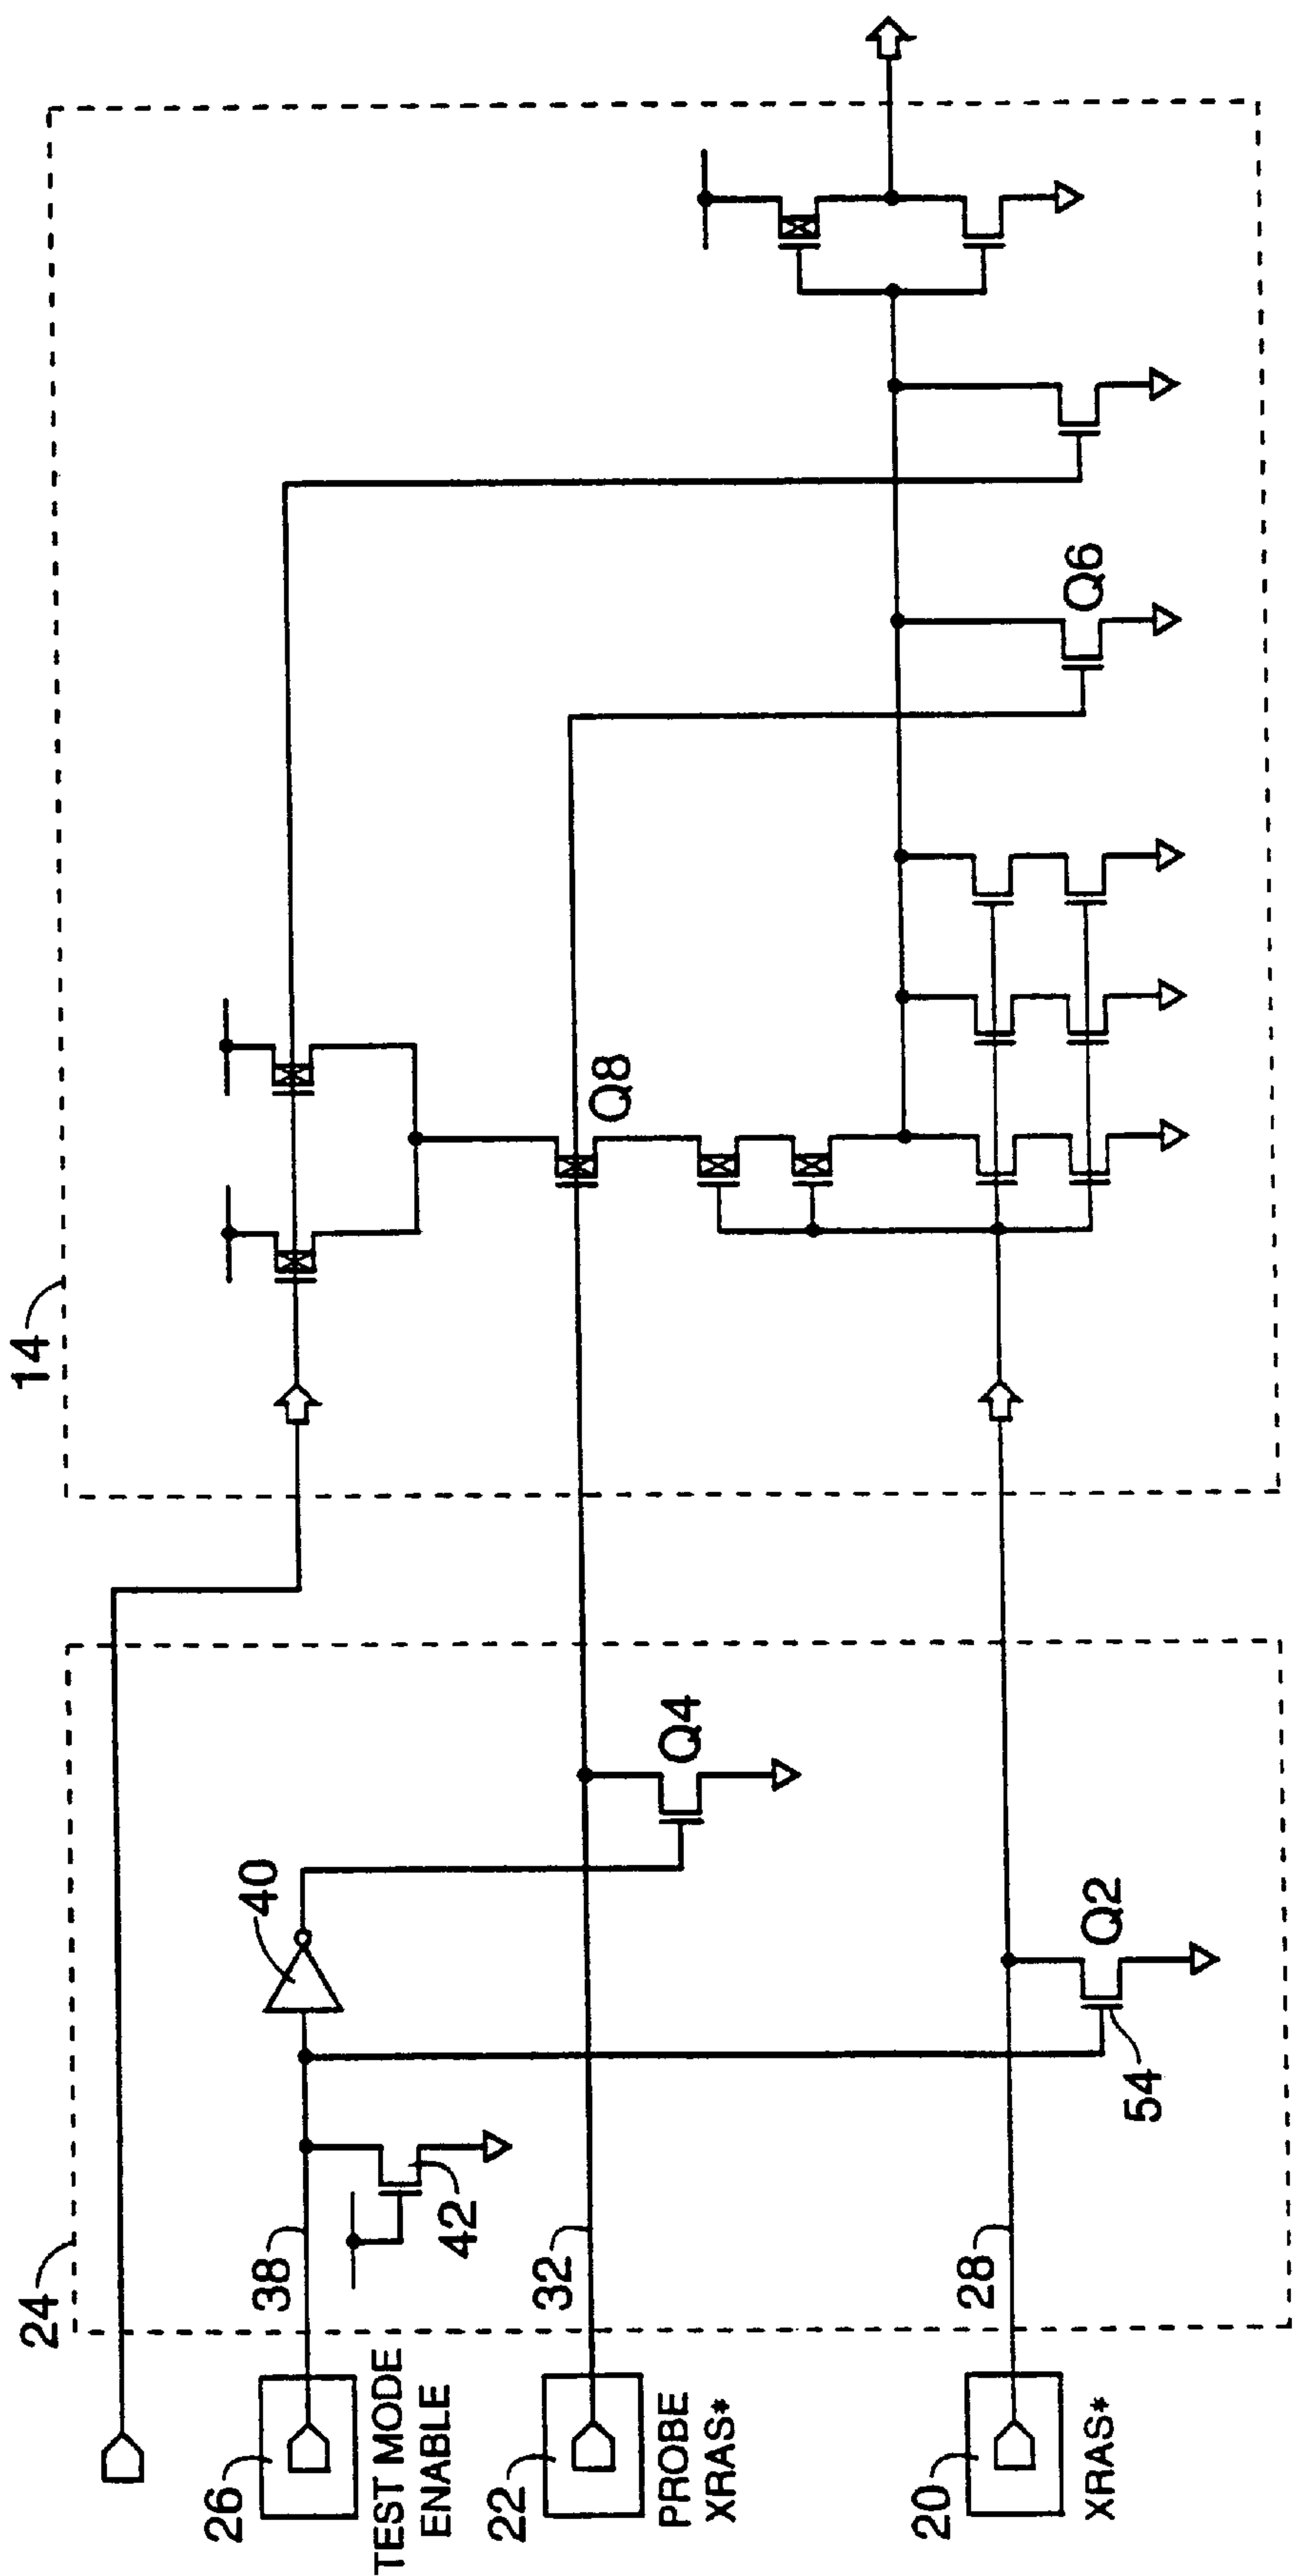 14
24
26
38
40
42
TEST MODE
ENABLE
22
32
PROBE
XRAS*
Q4
Q8
Q6
20
28
XRAS*
54
Q2